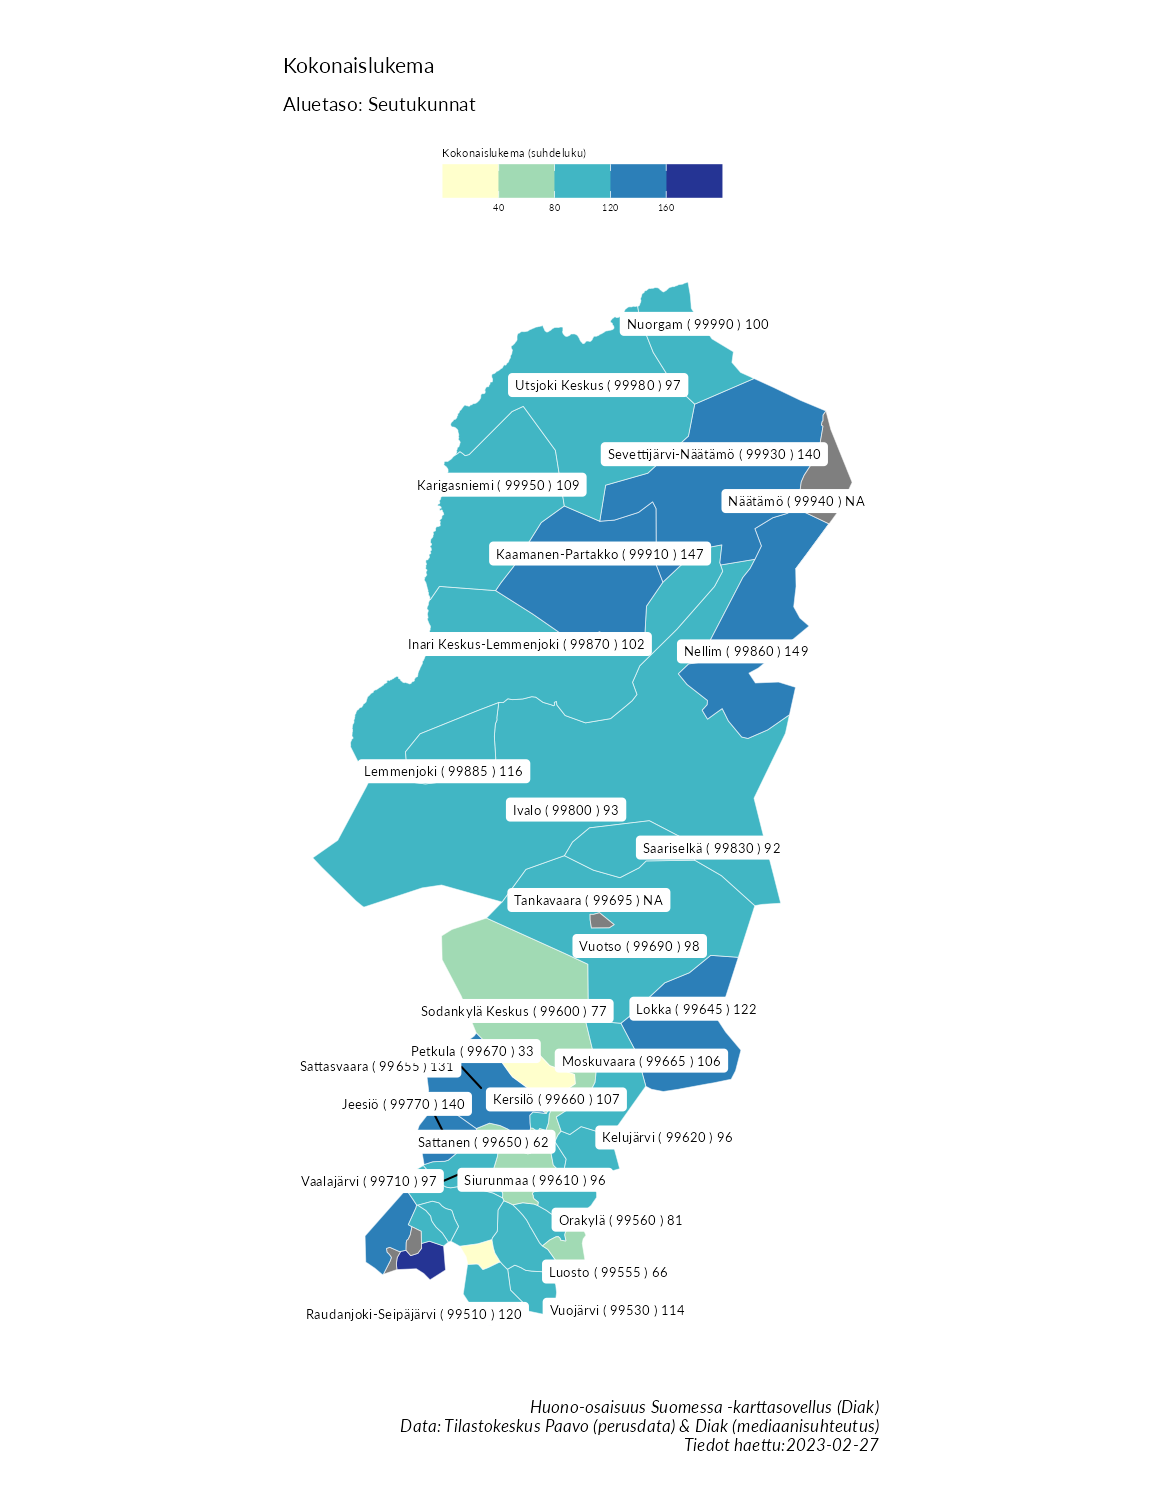 Kokonaislukema
Aluetaso: Seutukunnat
Kokonaislukema (suhdeluku)
40 80 120 160
Nuorgam ( 99990 ) 100
Utsjoki Keskus ( 99980 ) 97
Sevettijärvi-Näätämö ( 99930 ) 140
Karigasniemi ( 99950 ) 109
Näätämö ( 99940 ) NA
Kaamanen-Partakko ( 99910 ) 147
Inari Keskus-Lemmenjoki ( 99870 ) 102
Nellim ( 99860 ) 149
Lemmenjoki ( 99885 ) 116
Ivalo ( 99800 ) 93
Saariselkä ( 99830 ) 92
Tankavaara ( 99695 ) NA
Vuotso ( 99690 ) 98
Sodankylä Keskus ( 99600 ) 77
Lokka ( 99645 ) 122
Petkula ( 99670 ) 33
Moskuvaara ( 99665 ) 106
Sattasvaara ( 99655 ) 131
Kersilö ( 99660 ) 107
Jeesiö ( 99770 ) 140
Kelujärvi ( 99620 ) 96
Sattanen ( 99650 ) 62
Vaalajärvi ( 99710 ) 97
Siurunmaa ( 99610 ) 96
Orakylä ( 99560 ) 81
Luosto ( 99555 ) 66
Vuojärvi ( 99530 ) 114
Raudanjoki-Seipäjärvi ( 99510 ) 120
Huono-osaisuus Suomessa -karttasovellus (Diak)
Data: Tilastokeskus Paavo (perusdata) & Diak (mediaanisuhteutus)
Tiedot haettu:2023-02-27